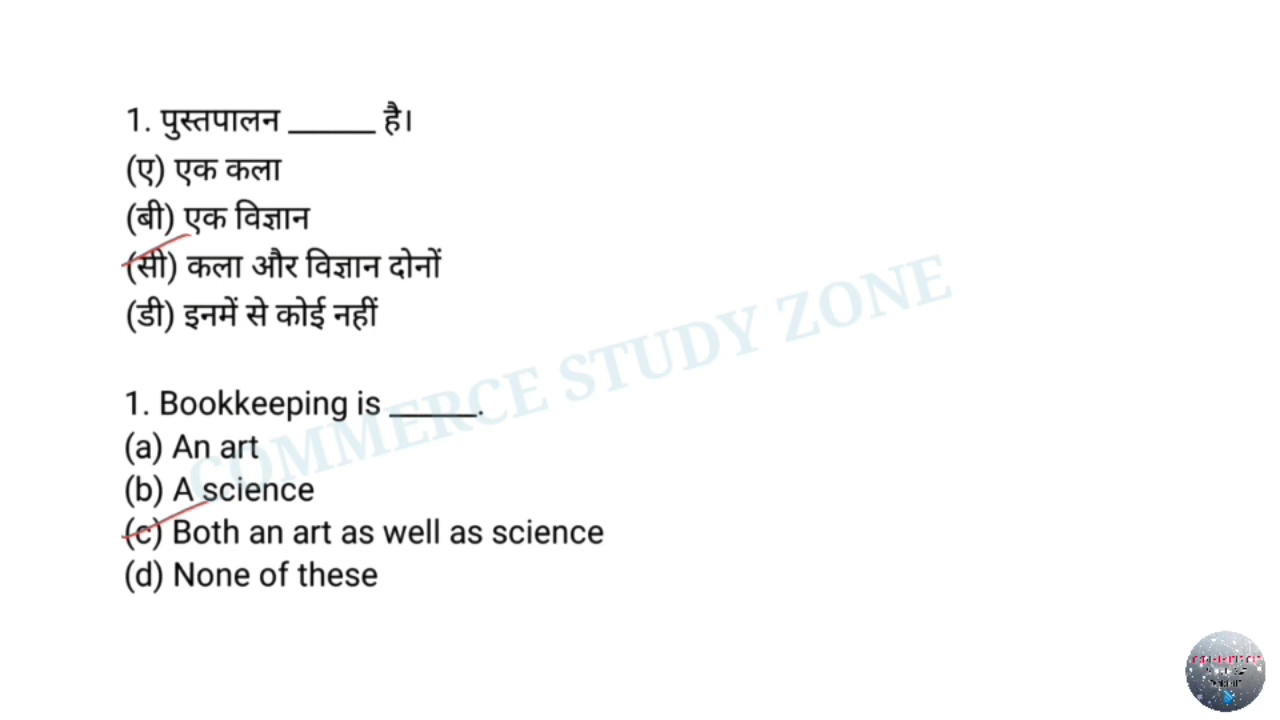 1. पुस्तपालन ______ है।
(ए) एक कला
(बी) एक विज्ञान
(सी) कला और विज्ञान दोनों
(डी) इनमें से कोई नहीं
1. Bookkeeping is ______.
(a) An art
(b) A science
(c) Both an art as well as science
(d) None of these
COMMERCE STUDY ZONE